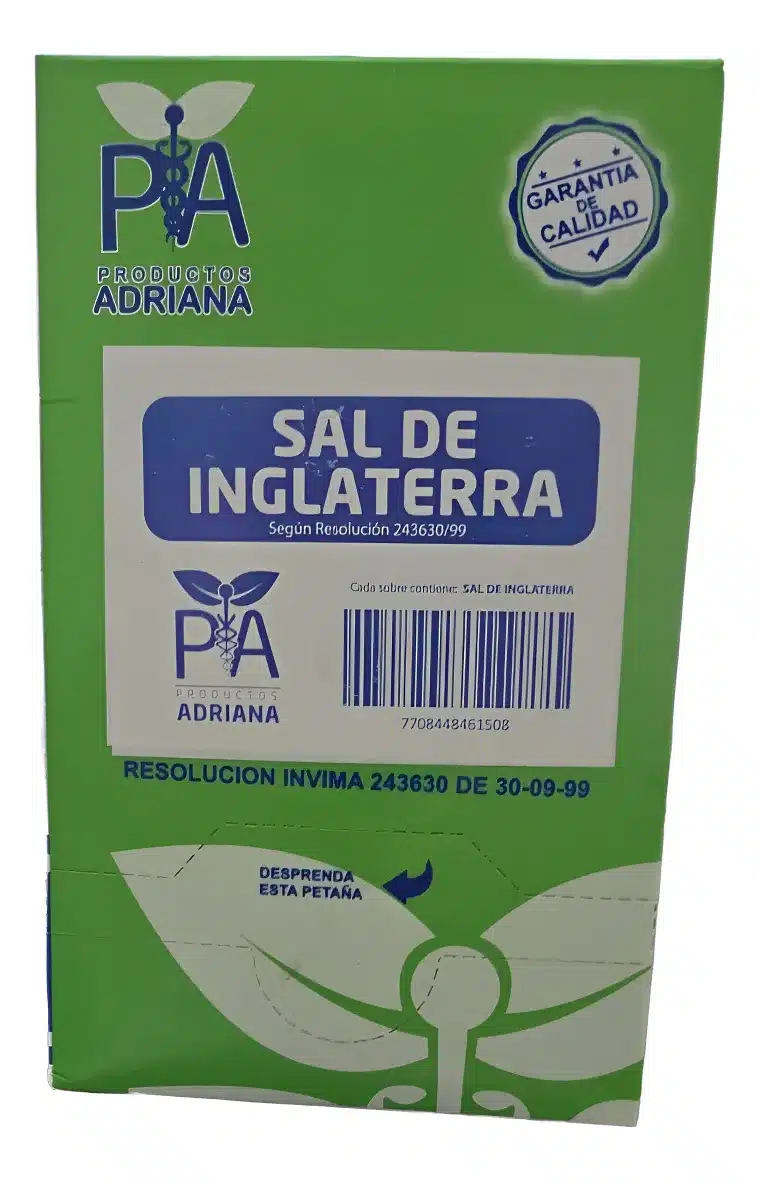 PA
PRODUCTOS
ADRIANA
GARANTIA
DE
CALIDAD
SAL DE
INGLATERRA
Según Resolución 243630/99
Cada sobre contiene: SAL DE INGLATERRA
PA
PRODUCTOS
ADRIANA
7708448461508
RESOLUCION INVIMA 243630 DE 30-09-99
DESPRENDA
ESTA PETAÑA